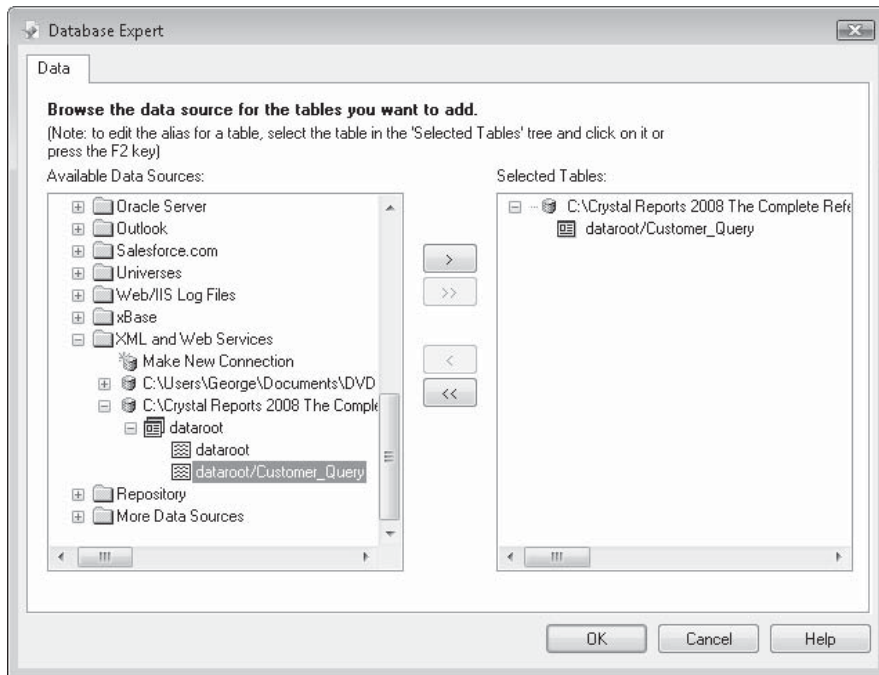 Database Expert
Data
Browse the data source for the tables you want to add.
(Note: to edit the alias for a table, select the table in the 'Selected Tables' tree and click on it or
press the F2 key)
Available Data Sources:
Oracle Server
Outlook
Salesforce.com
Universes
Web/IIS Log Files
xBase
XML and Web Services
Make New Connection
C:\Users\George\Documents\DVD
C:\Crystal Reports 2008 The Comple
dataroot
dataroot
dataroot/Customer_Query
Repository
More Data Sources
>
>>
<
<<
Selected Tables:
C:\Crystal Reports 2008 The Complete Refe
dataroot/Customer_Query
OK
Cancel
Help